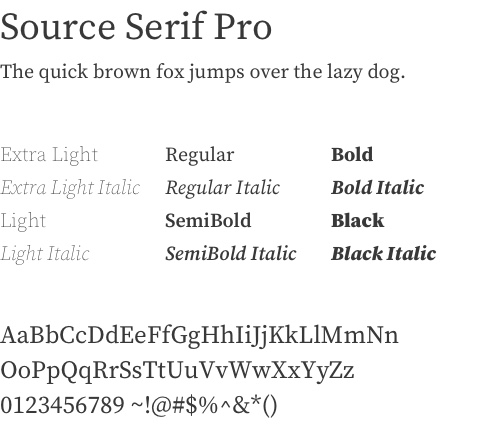 Source Serif Pro
The quick brown fox jumps over the lazy dog.
Extra Light Regular Bold
Extra Light Italic Regular Italic Bold Italic
Light SemiBold Black
Light Italic SemiBold Italic Black Italic
AaBbCcDdEeFfGgHhIiJjKkLlMmNn
OoPpQqRrSsTtUuVvWwXxYyZz
0123456789 ~!@#$%^&*()